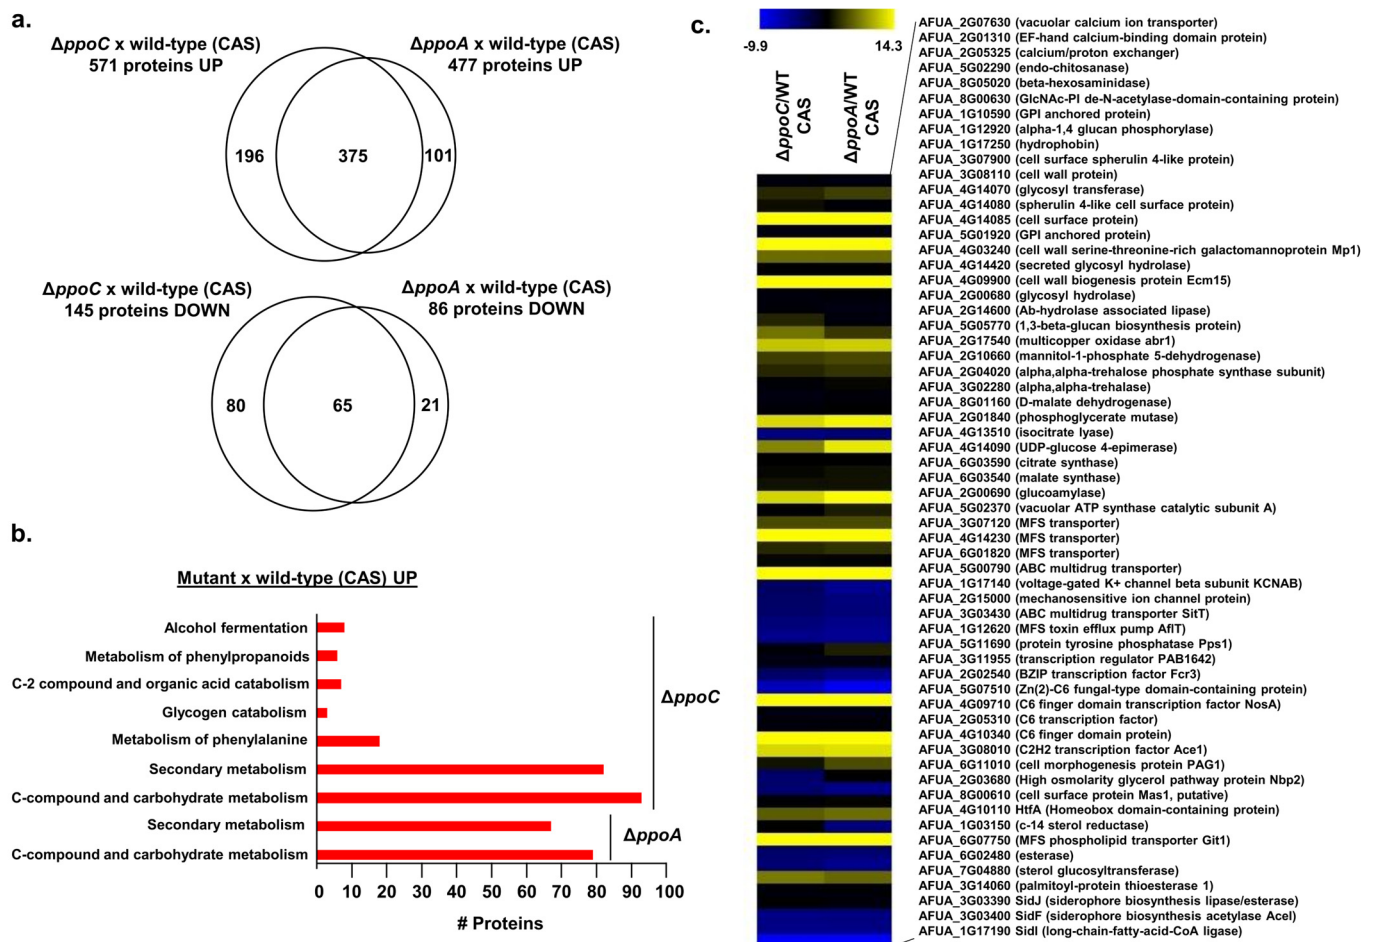 a.
ΔppoC x wild-type (CAS)
571 proteins UP
ΔppoA x wild-type (CAS)
477 proteins UP
196
375
101
ΔppoC x wild-type (CAS)
145 proteins DOWN
ΔppoA x wild-type (CAS)
86 proteins DOWN
80
65
21
b.
Mutant x wild-type (CAS) UP
Alcohol fermentation
Metabolism of phenylpropanoids
C-2 compound and organic acid catabolism
Glycogen catabolism
Metabolism of phenylalanine
Secondary metabolism
C-compound and carbohydrate metabolism
Secondary metabolism
C-compound and carbohydrate metabolism
ΔppoC
ΔppoA
0 10 20 30 40 50 60 70 80 90 100
# Proteins
c.
-9.9
14.3
ΔppoC/WT
CAS
ΔppoA/WT
CAS
AFUA_2G07630 (vacuolar calcium ion transporter)
AFUA_2G01310 (EF-hand calcium-binding domain protein)
AFUA_2G05325 (calcium/proton exchanger)
AFUA_5G02290 (endo-chitosanase)
AFUA_8G05020 (beta-hexosaminidase)
AFUA_8G00630 (GlcNAc-PI de-N-acetylase-domain-containing protein)
AFUA_1G10590 (GPI anchored protein)
AFUA_1G12920 (alpha-1,4 glucan phosphorylase)
AFUA_1G17250 (hydrophobin)
AFUA_3G07900 (cell surface spherulin 4-like protein)
AFUA_3G08110 (cell wall protein)
AFUA_4G14070 (glycosyl transferase)
AFUA_4G14080 (spherulin 4-like cell surface protein)
AFUA_4G14085 (cell surface protein)
AFUA_5G01920 (GPI anchored protein)
AFUA_4G03240 (cell wall serine-threonine-rich galactomannoprotein Mp1)
AFUA_4G14420 (secreted glycosyl hydrolase)
AFUA_4G09900 (cell wall biogenesis protein Ecm15)
AFUA_2G00680 (glycosyl hydrolase)
AFUA_2G14600 (Ab-hydrolase associated lipase)
AFUA_5G05770 (1,3-beta-glucan biosynthesis protein)
AFUA_2G17540 (multicopper oxidase abr1)
AFUA_2G10660 (mannitol-1-phosphate 5-dehydrogenase)
AFUA_2G04020 (alpha,alpha-trehalose phosphate synthase subunit)
AFUA_3G02280 (alpha,alpha-trehalase)
AFUA_8G01160 (D-malate dehydrogenase)
AFUA_2G01840 (phosphoglycerate mutase)
AFUA_4G13510 (isocitrate lyase)
AFUA_4G14090 (UDP-glucose 4-epimerase)
AFUA_6G03590 (citrate synthase)
AFUA_6G03540 (malate synthase)
AFUA_2G00690 (glucoamylase)
AFUA_5G02370 (vacuolar ATP synthase catalytic subunit A)
AFUA_3G07120 (MFS transporter)
AFUA_4G14230 (MFS transporter)
AFUA_6G01820 (MFS transporter)
AFUA_5G00790 (ABC multidrug transporter)
AFUA_1G17140 (voltage-gated K+ channel beta subunit KCNAB)
AFUA_2G15000 (mechanosensitive ion channel protein)
AFUA_3G03430 (ABC multidrug transporter SitT)
AFUA_1G12620 (MFS toxin efflux pump AflT)
AFUA_5G11690 (protein tyrosine phosphatase Pps1)
AFUA_3G11955 (transcription regulator PAB1642)
AFUA_2G02540 (BZIP transcription factor Fcr3)
AFUA_5G07510 (Zn(2)-C6 fungal-type domain-containing protein)
AFUA_4G09710 (C6 finger domain transcription factor NosA)
AFUA_2G05310 (C6 transcription factor)
AFUA_4G10340 (C6 finger domain protein)
AFUA_3G08010 (C2H2 transcription factor Ace1)
AFUA_6G11010 (cell morphogenesis protein PAG1)
AFUA_2G03680 (High osmolarity glycerol pathway protein Nbp2)
AFUA_8G00610 (cell surface protein Mas1, putative)
AFUA_4G10110 HtfA (Homeobox domain-containing protein)
AFUA_1G03150 (c-14 sterol reductase)
AFUA_6G07750 (MFS phospholipid transporter Git1)
AFUA_6G02480 (esterase)
AFUA_7G04880 (sterol glucosyltransferase)
AFUA_3G14060 (palmitoyl-protein thioesterase 1)
AFUA_3G03390 SidJ (siderophore biosynthesis lipase/esterase)
AFUA_3G03400 SidF (siderophore biosynthesis acetylase AceI)
AFUA_1G17190 SidI (long-chain-fatty-acid-CoA ligase)